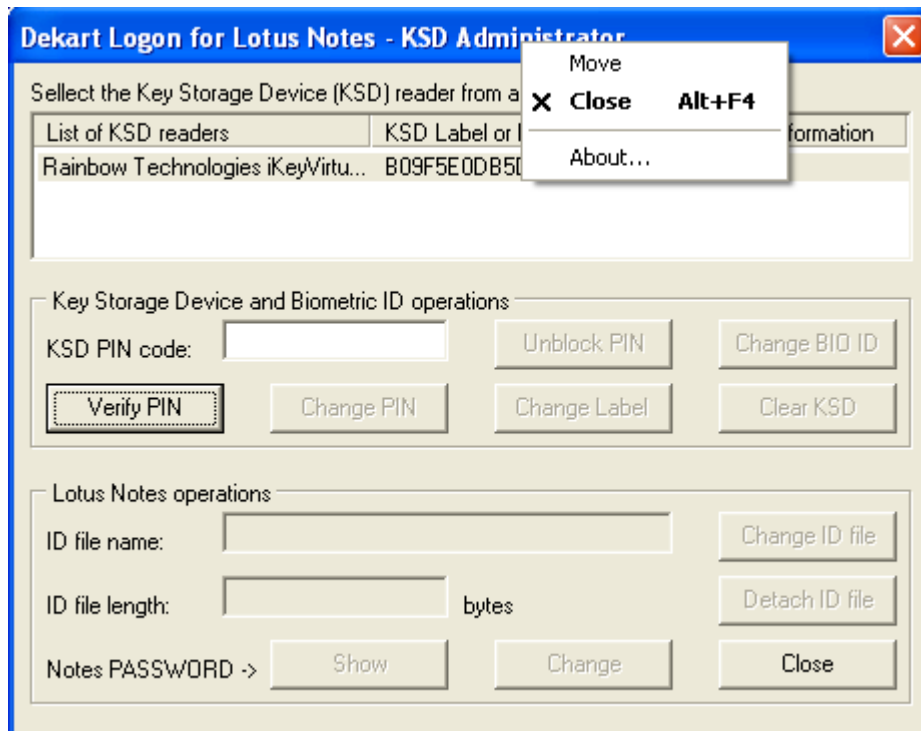 Dekart Logon for Lotus Notes - KSD Administrator
Move
Close Alt+F4
About...
Sellect the Key Storage Device (KSD) reader from a
List of KSD readers KSD Label or formation
Rainbow Technologies iKeyVirtu... B09F5E0DB5
Key Storage Device and Biometric ID operations
KSD PIN code: Unblock PIN Change BIO ID
Verify PIN Change PIN Change Label Clear KSD
Lotus Notes operations
ID file name: Change ID file
ID file length: bytes Detach ID file
Notes PASSWORD -> Show Change Close